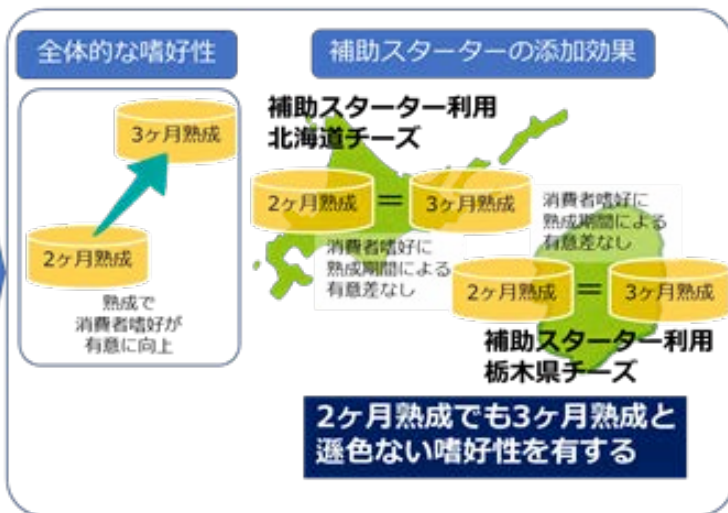 全体的な嗜好性
3ヶ月熟成
2ヶ月熟成
熟成で
消費者嗜好が
有意に向上
補助スターターの添加効果
補助スターター利用
北海道チーズ
2ヶ月熟成
=
3ヶ月熟成
消費者嗜好に
熟成期間による
有意差なし
消費者嗜好に
熟成期間による
有意差なし
2ヶ月熟成
=
3ヶ月熟成
補助スターター利用
栃木県チーズ
2ヶ月熟成でも3ヶ月熟成と
遜色ない嗜好性を有する